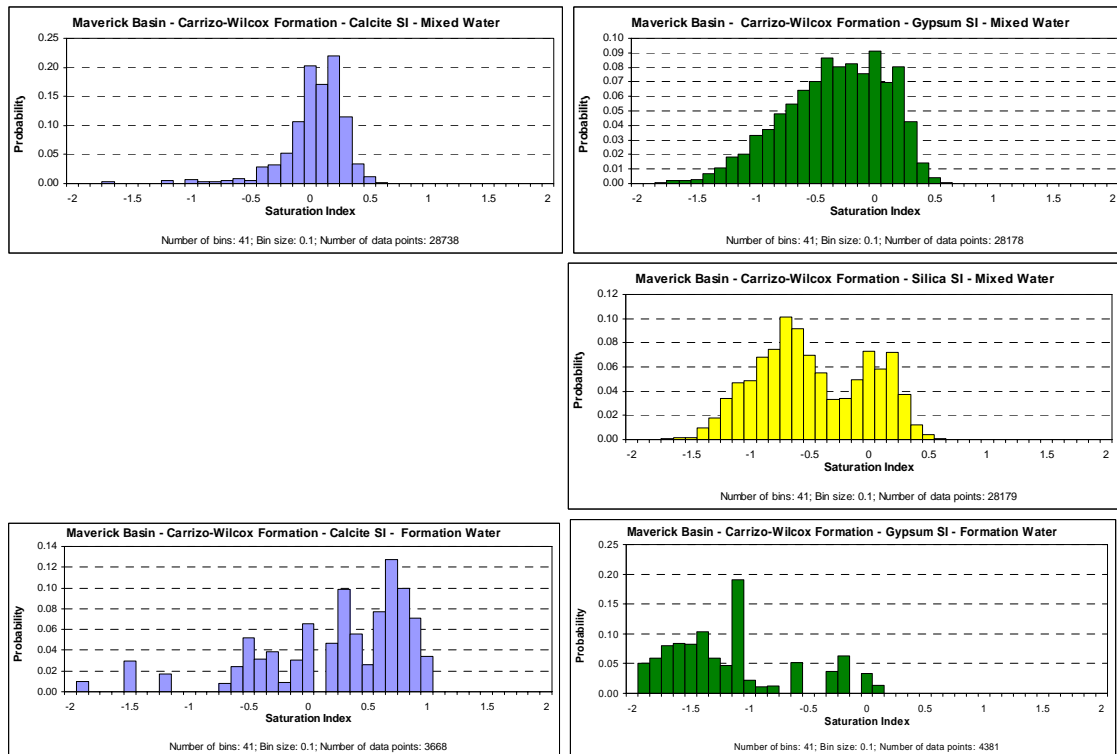 Maverick Basin - Carrizo-Wilcox Formation - Calcite SI - Mixed Water
0.25
0.20
0.15
0.10
0.05
0.00
Probability
-2 -1.5 -1 -0.5 0 0.5 1 1.5 2
Saturation Index
Number of bins: 41; Bin size: 0.1; Number of data points: 28738
Maverick Basin - Carrizo-Wilcox Formation - Gypsum SI - Mixed Water
0.10
0.09
0.08
0.07
0.06
0.05
0.04
0.03
0.02
0.01
0.00
Probability
-2 -1.5 -1 -0.5 0 0.5 1 1.5 2
Saturation Index
Number of bins: 41; Bin size: 0.1; Number of data points: 28178
Maverick Basin - Carrizo-Wilcox Formation - Silica SI - Mixed Water
0.12
0.10
0.08
0.06
0.04
0.02
0.00
Probability
-2 -1.5 -1 -0.5 0 0.5 1 1.5 2
Saturation Index
Number of bins: 41; Bin size: 0.1; Number of data points: 28179
Maverick Basin - Carrizo-Wilcox Formation - Calcite SI - Formation Water
0.14
0.12
0.10
0.08
0.06
0.04
0.02
0.00
Probability
-2 -1.5 -1 -0.5 0 0.5 1 1.5 2
Saturation Index
Number of bins: 41; Bin size: 0.1; Number of data points: 3668
Maverick Basin - Carrizo-Wilcox Formation - Gypsum SI - Formation Water
0.25
0.20
0.15
0.10
0.05
0.00
Probability
-2 -1.5 -1 -0.5 0 0.5 1 1.5 2
Saturation Index
Number of bins: 41; Bin size: 0.1; Number of data points: 4381